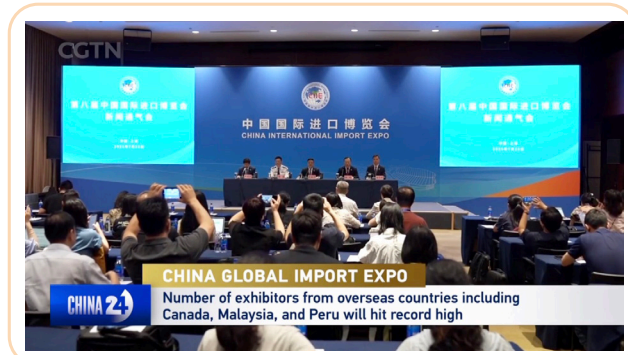 CGTN
第八届中国国际进口博览会
新闻通气会
中国国际进口博览会
CHINA INTERNATIONAL IMPORT EXPO
第八届中国国际进口博览会
新闻通气会
CHINA GLOBAL IMPORT EXPO
CHINA 24
Number of exhibitors from overseas countries including
Canada, Malaysia, and Peru will hit record high